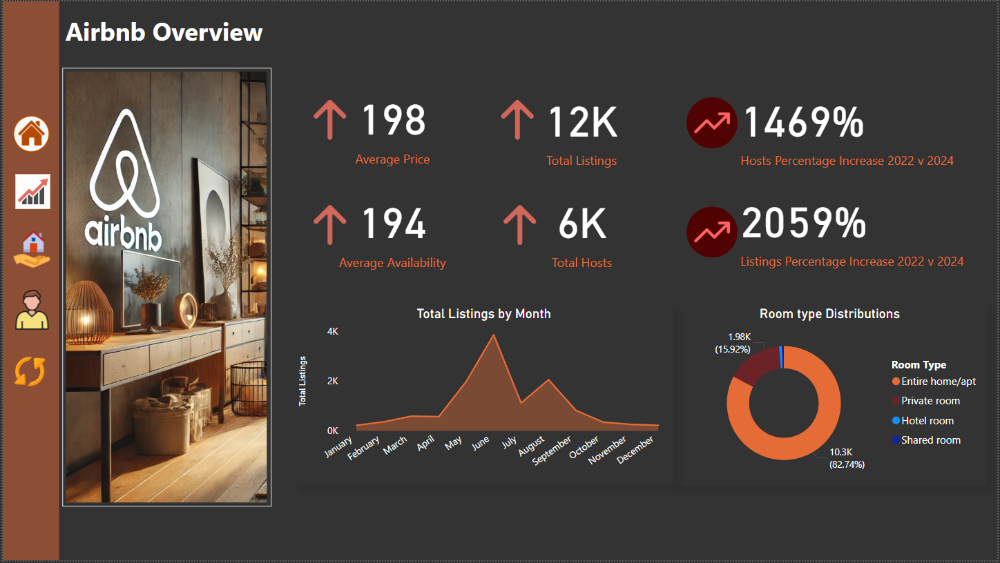 Airbnb Overview
airbnb
198
Average Price
12K
Total Listings
1469%
Hosts Percentage Increase 2022 v 2024
194
Average Availability
6K
Total Hosts
2059%
Listings Percentage Increase 2022 v 2024
Total Listings by Month
Total Listings
4K
2K
0K
January
February
March
April
May
June
July
August
September
October
November
December
Room type Distributions
1.98K
(15.92%)
10.3K
(82.74%)
Room Type
Entire home/apt
Private room
Hotel room
Shared room